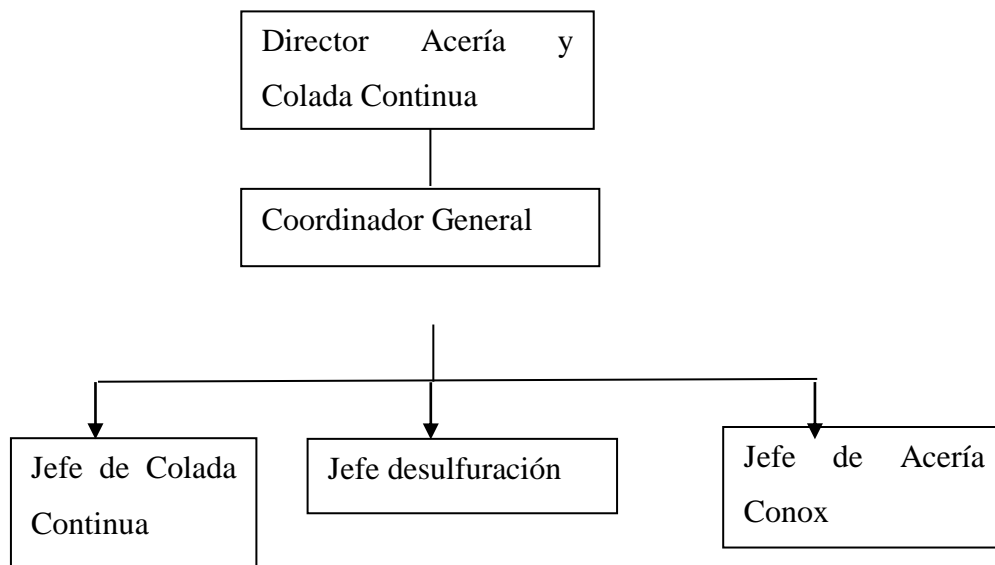 Director Acería y
Colada Continua
Coordinador General
Jefe de Colada
Continua
Jefe desulfuración
Jefe de Acería
Conox